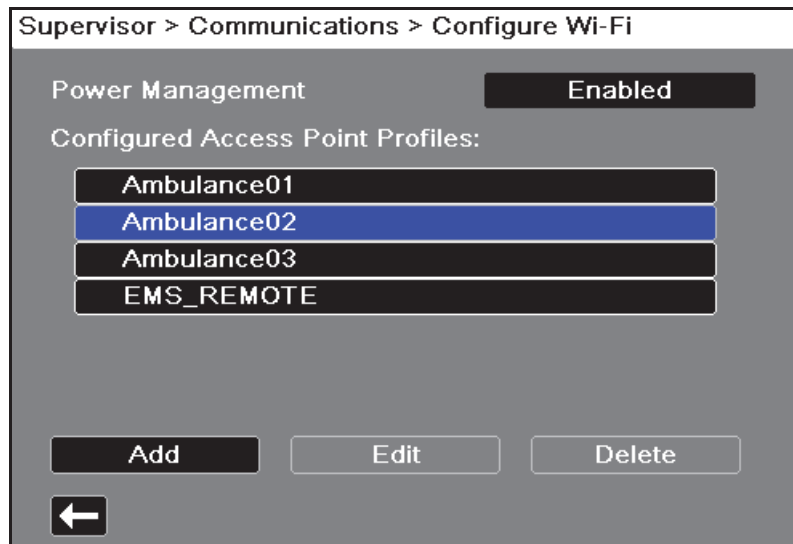 Supervisor > Communications > Configure Wi-Fi
Power Management Enabled
Configured Access Point Profiles:
Ambulance01
Ambulance02
Ambulance03
EMS_REMOTE
Add Edit Delete